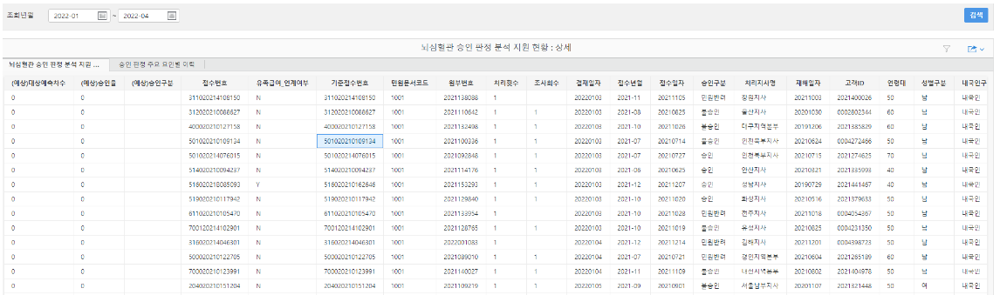 조회년월 2022-01 ~ 2022-04 검색
뇌심혈관 승인 판정 분석 지원 현황 : 상세
뇌심혈관 승인 판정 분석 지원 ... 승인 판정 주요 요인별 이력
(예상)대상예측차수 (예상)승인율 (예상)승인구분 접수번호 유족급여_연계여부 기준접수번호 민원문서코드 원부번호 처리횟수 조사회수 결재일자 접수년월 접수일자 승인구분 처리지사명 재해일자 고객ID 연령대 성별구분 내국인구
0 0 311020214108150 N 311020214108150 1001 2021138088 1 20220103 2021-11 20211105 민원반려 창원지사 20211003 2021400026 50 남 내국인
0 0 312020210088627 N 312020210088627 1001 2021110642 1 1 20220103 2021-08 20210825 불승인 울산지사 20201030 0002802344 60 남 내국인
0 0 400020210127158 N 400020210127158 1001 2021132498 1 1 20220103 2021-10 20211026 불승인 대구지역본부 20191206 2021385829 60 남 내국인
0 0 501020210109134 N 501020210109134 1001 2021100336 1 1 20220103 2021-07 20210714 불승인 인천북부지사 20210624 0004272466 50 남 내국인
0 0 501020214076015 N 501020214076015 1001 2021092848 1 1 20220103 2021-07 20210727 승인 인천북부지사 20210715 2021274625 70 남 내국인
0 0 514020210094237 N 514020210094237 1001 2021114176 1 1 20220103 2021-06 20210625 승인 안산지사 20210321 2021335993 40 남 내국인
0 0 516020218085093 Y 516020210162646 1001 2021153293 1 1 20220103 2021-12 20211207 승인 성남지사 20190729 2021441467 40 남 내국인
0 0 519020210117942 N 519020210117942 1001 2021129840 1 1 20220103 2021-10 20211020 승인 화성지사 20210516 2021379633 50 남 내국인
0 0 611020210105470 N 611020210105470 1001 2021133954 1 20220103 2021-10 20211028 민원반려 전주지사 20211018 0004054367 50 남 내국인
0 0 700120214102901 N 700120214102901 1001 2021128765 1 1 20220103 2021-10 20211019 불승인 유성지사 20210825 0004231350 50 남 내국인
0 0 316020214046301 N 316020214046301 1001 2022001083 1 20220104 2021-12 20211214 민원반려 김해지사 20211201 0004398723 50 남 내국인
0 0 500020210122705 N 500020210122705 1001 2021089010 1 1 20220104 2021-07 20210721 민원반려 경인지역본부 20210604 2021265189 60 남 내국인
0 0 700020210123991 N 700020210123991 1001 2021140027 1 1 20220104 2021-11 20211109 불승인 대전지역본부 20210802 2021404978 50 남 내국인
0 0 204020210151204 N 204020210151204 1001 2021109219 1 1 20220105 2021-09 20210901 불승인 서울남부지사 20201107 2021321448 50 여 내국인